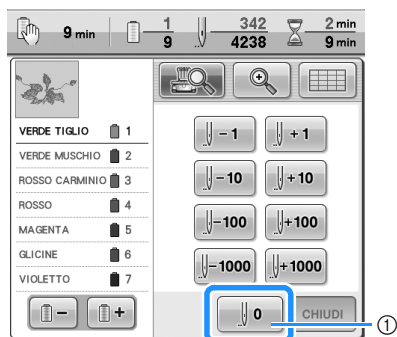 9 min
1
9
342
4238
2 min
9 min
VERDE TIGLIO 1
VERDE MUSCHIO 2
ROSSO CARMINIO 3
ROSSO 4
MAGENTA 5
GLICINE 6
VIOLETTO 7
– 1
+ 1
– 10
+ 10
– 100
+ 100
– 1000
+ 1000
– +
0
CHIUDI
①